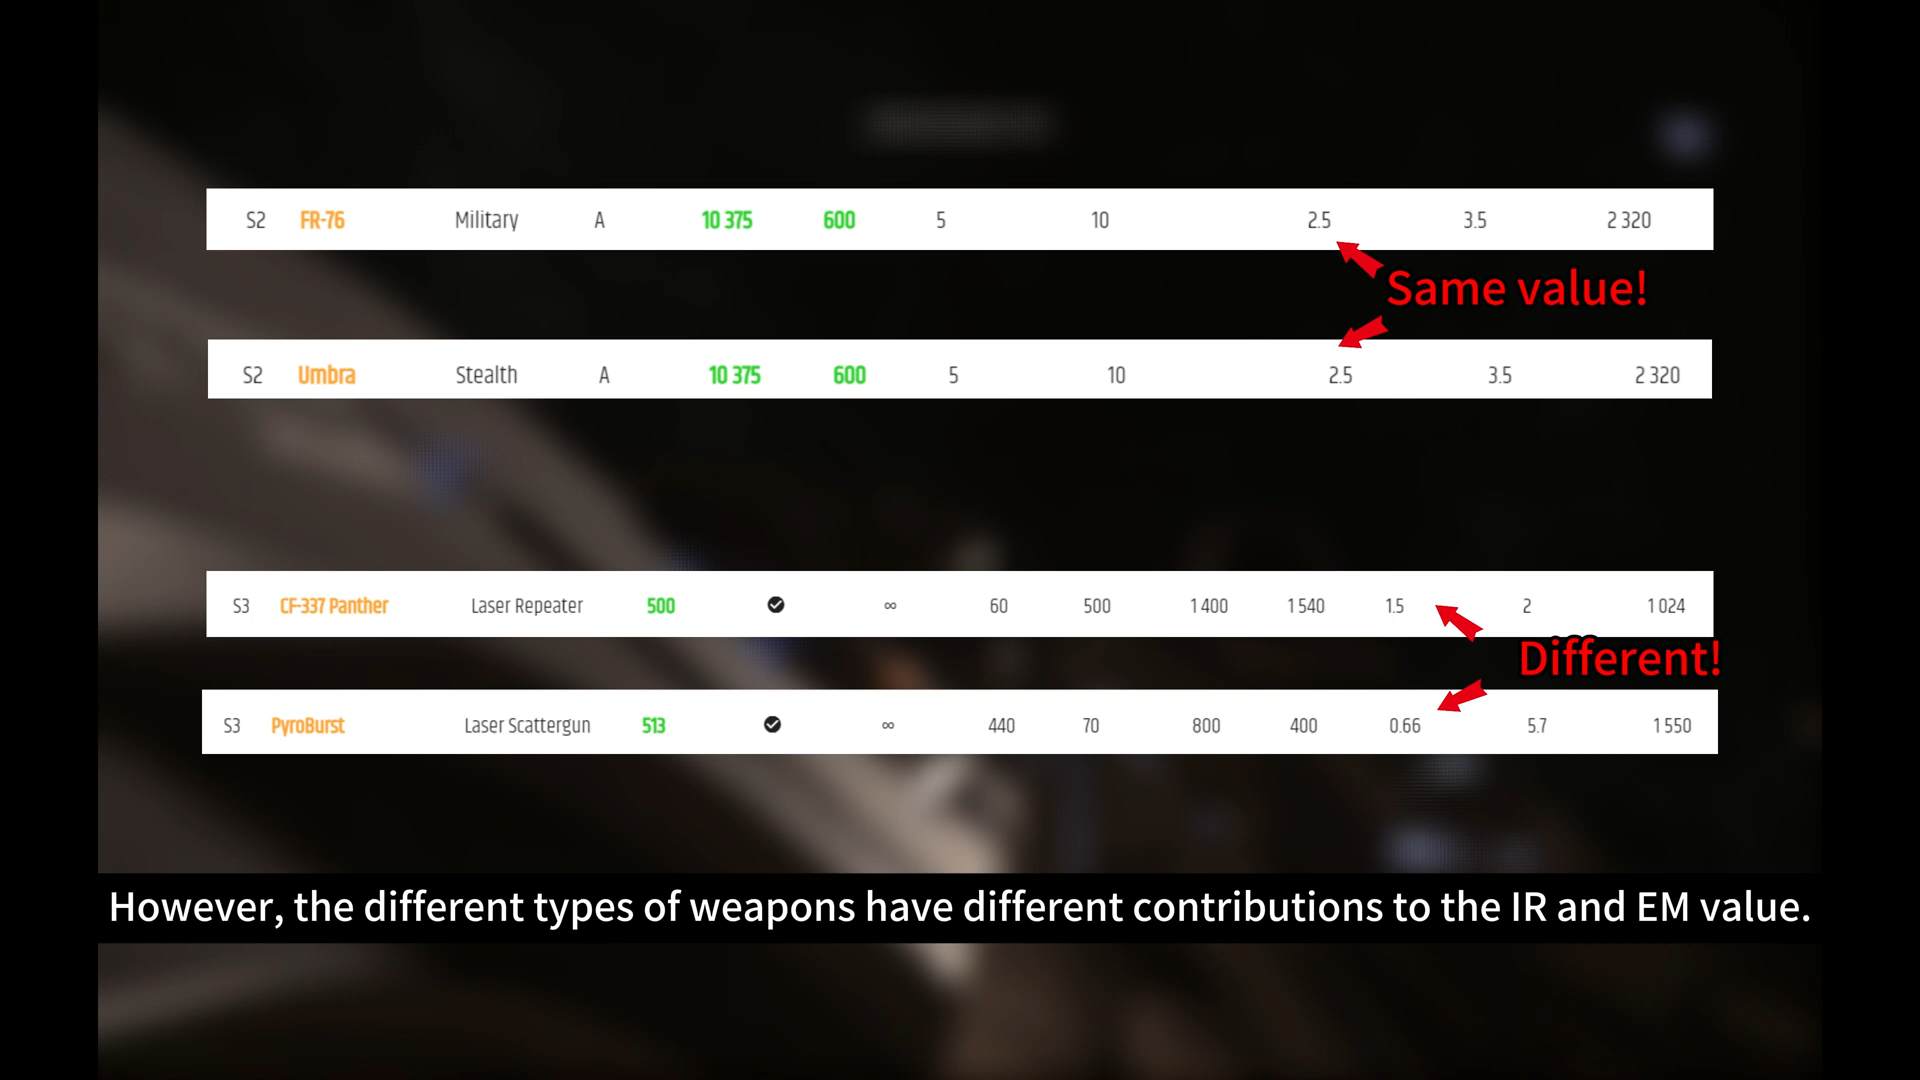 S2 FR-76 Military A 10 375 600 5 10 2.5 3.5 2 320
Same value!
S2 Umbra Stealth A 10 375 600 5 10 2.5 3.5 2 320
S3 CF-337 Panther Laser Repeater 500 ∞ 60 500 1 400 1 540 1.5 2 1 024
Different!
S3 PyroBurst Laser Scattergun 513 ∞ 440 70 800 400 0.66 5.7 1 550
However, the different types of weapons have different contributions to the IR and EM value.